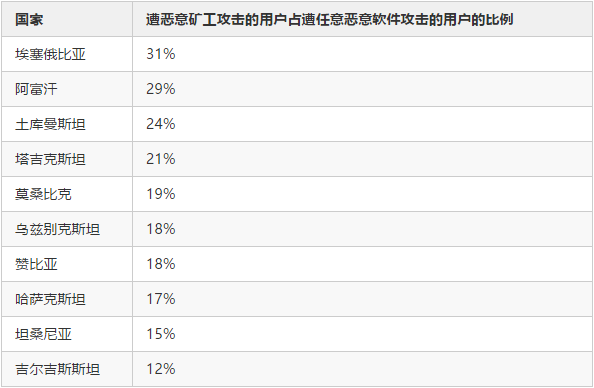 国家 遭恶意矿工攻击的用户占遭任意恶意软件攻击的用户的比例
埃塞俄比亚 31%
阿富汗 29%
土库曼斯坦 24%
塔吉克斯坦 21%
莫桑比克 19%
乌兹别克斯坦 18%
赞比亚 18%
哈萨克斯坦 17%
坦桑尼亚 15%
吉尔吉斯斯坦 12%